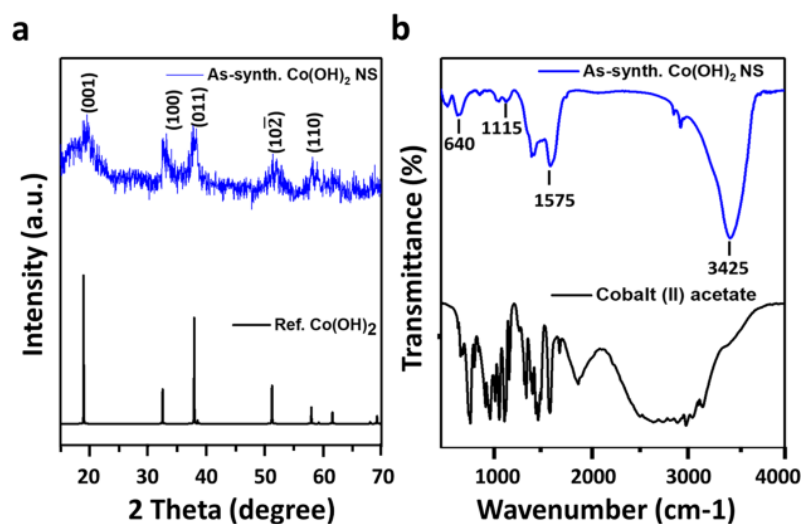 a
As-synth. Co(OH)₂ NS
(001)
(100)
(011)
(10̅2̅)
(110)
Ref. Co(OH)₂
Intensity (a.u.)
20 30 40 50 60 70
2 Theta (degree)
b
As-synth. Co(OH)₂ NS
640
1115
1575
3425
Cobalt (II) acetate
Transmittance (%)
1000 2000 3000 4000
Wavenumber (cm-1)